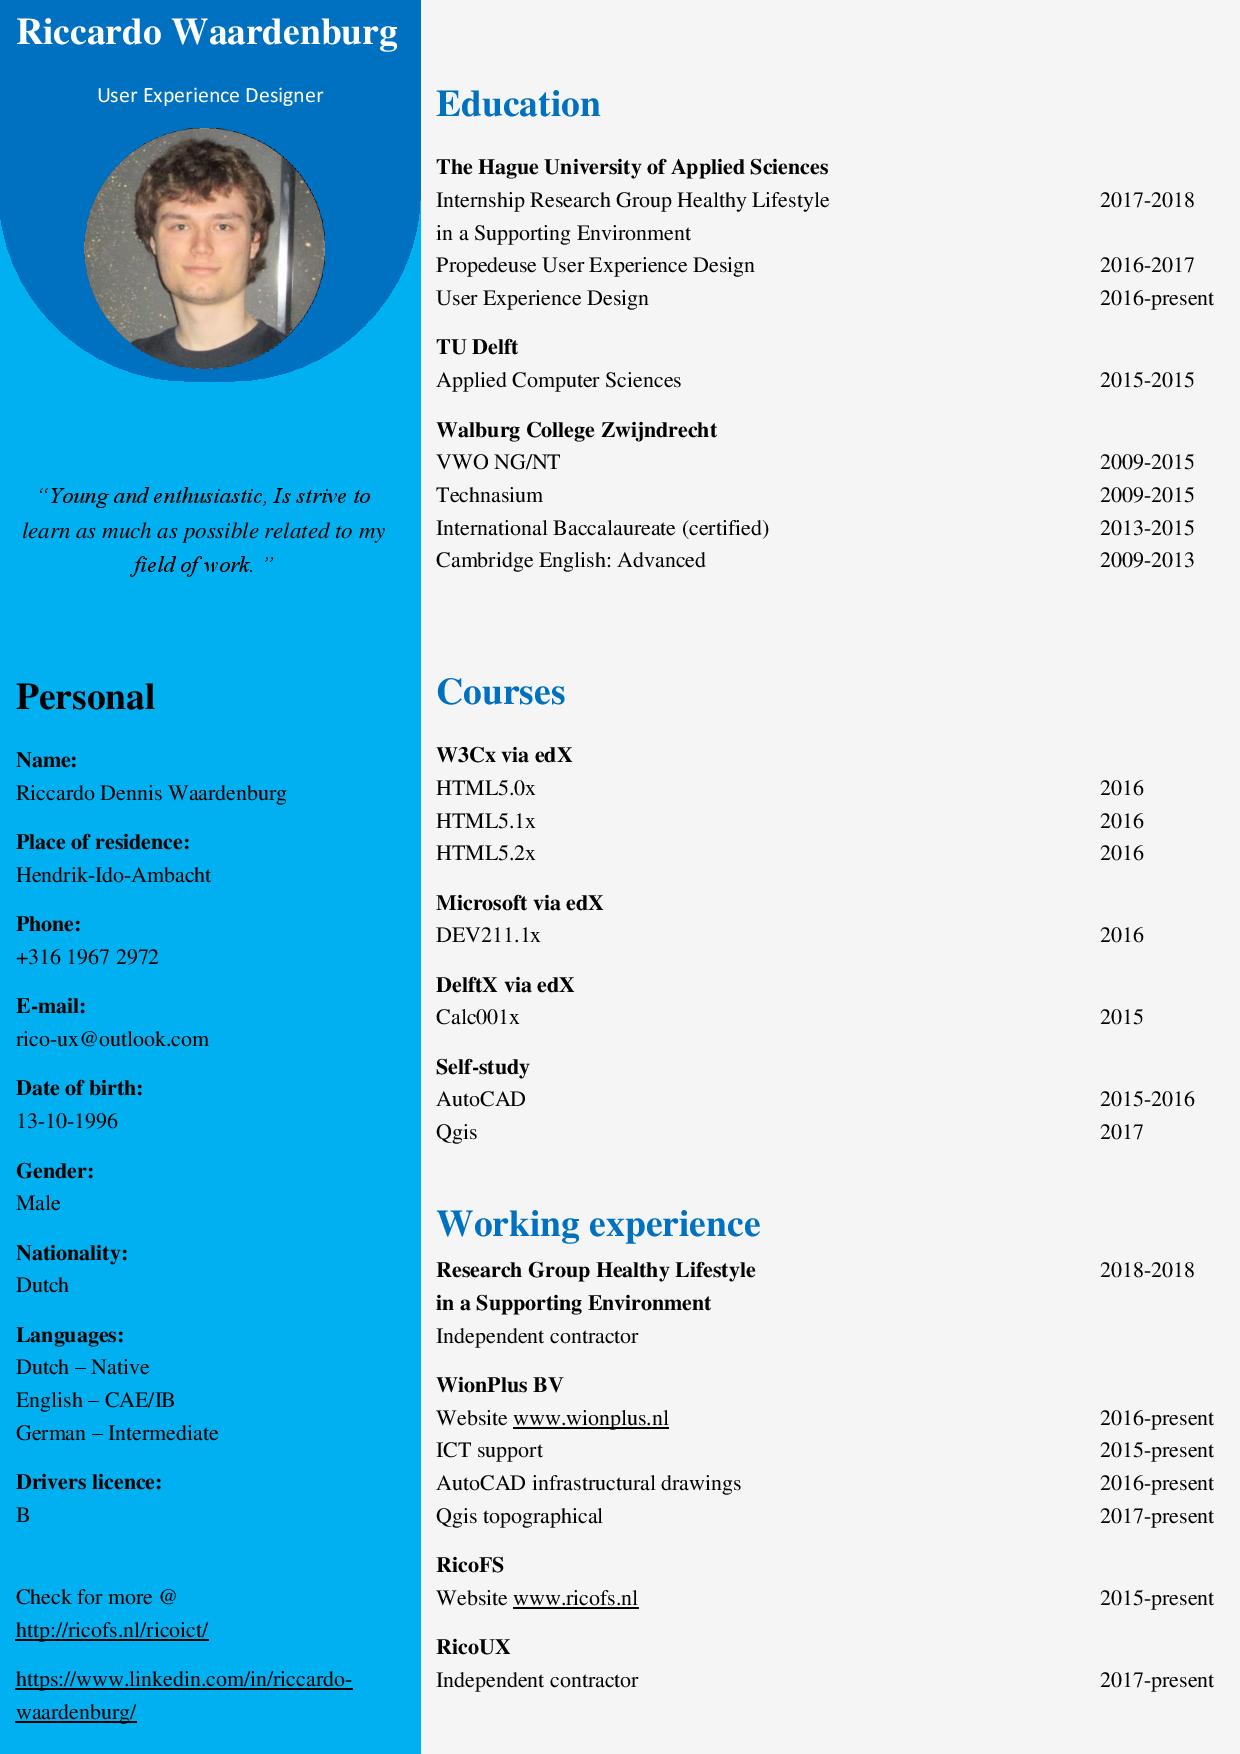 Riccardo Waardenburg
User Experience Designer
“Young and enthusiastic, Is strive to
learn as much as possible related to my
field of work. ”
Personal
Name:
Riccardo Dennis Waardenburg
Place of residence:
Hendrik-Ido-Ambacht
Phone:
+316 1967 2972
E-mail:
rico-ux@outlook.com
Date of birth:
13-10-1996
Gender:
Male
Nationality:
Dutch
Languages:
Dutch – Native
English – CAE/IB
German – Intermediate
Drivers licence:
B
Check for more @
http://ricofs.nl/ricoict/
https://www.linkedin.com/in/riccardo-
waardenburg/
Education
The Hague University of Applied Sciences
Internship Research Group Healthy Lifestyle 2017-2018
in a Supporting Environment
Propedeuse User Experience Design 2016-2017
User Experience Design 2016-present
TU Delft
Applied Computer Sciences 2015-2015
Walburg College Zwijndrecht
VWO NG/NT 2009-2015
Technasium 2009-2015
International Baccalaureate (certified) 2013-2015
Cambridge English: Advanced 2009-2013
Courses
W3Cx via edX
HTML5.0x 2016
HTML5.1x 2016
HTML5.2x 2016
Microsoft via edX
DEV211.1x 2016
DelftX via edX
Calc001x 2015
Self-study
AutoCAD 2015-2016
Qgis 2017
Working experience
Research Group Healthy Lifestyle 2018-2018
in a Supporting Environment
Independent contractor
WionPlus BV
Website www.wionplus.nl 2016-present
ICT support 2015-present
AutoCAD infrastructural drawings 2016-present
Qgis topographical 2017-present
RicoFS
Website www.ricofs.nl 2015-present
RicoUX
Independent contractor 2017-present